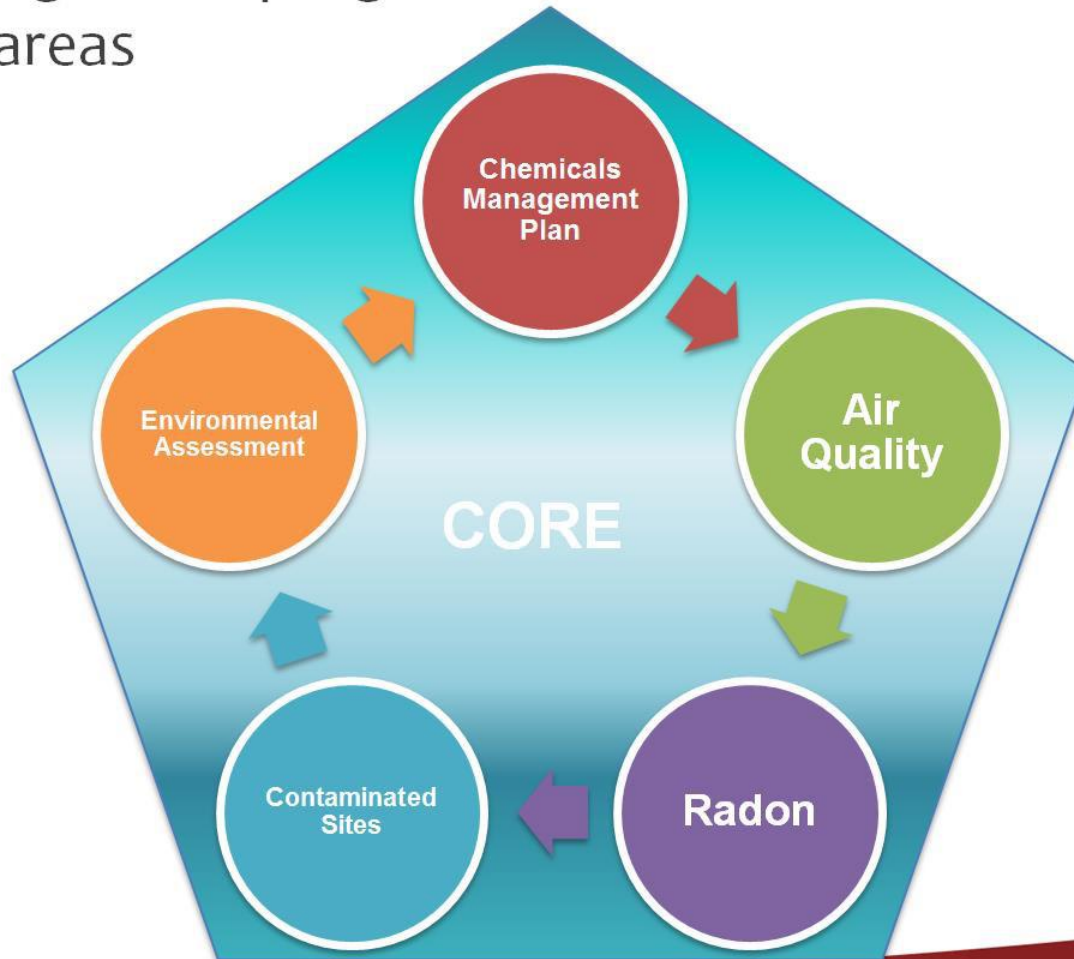 areas
Chemicals
Management
Plan
Environmental
Assessment
Air
Quality
CORE
Contaminated
Sites
Radon